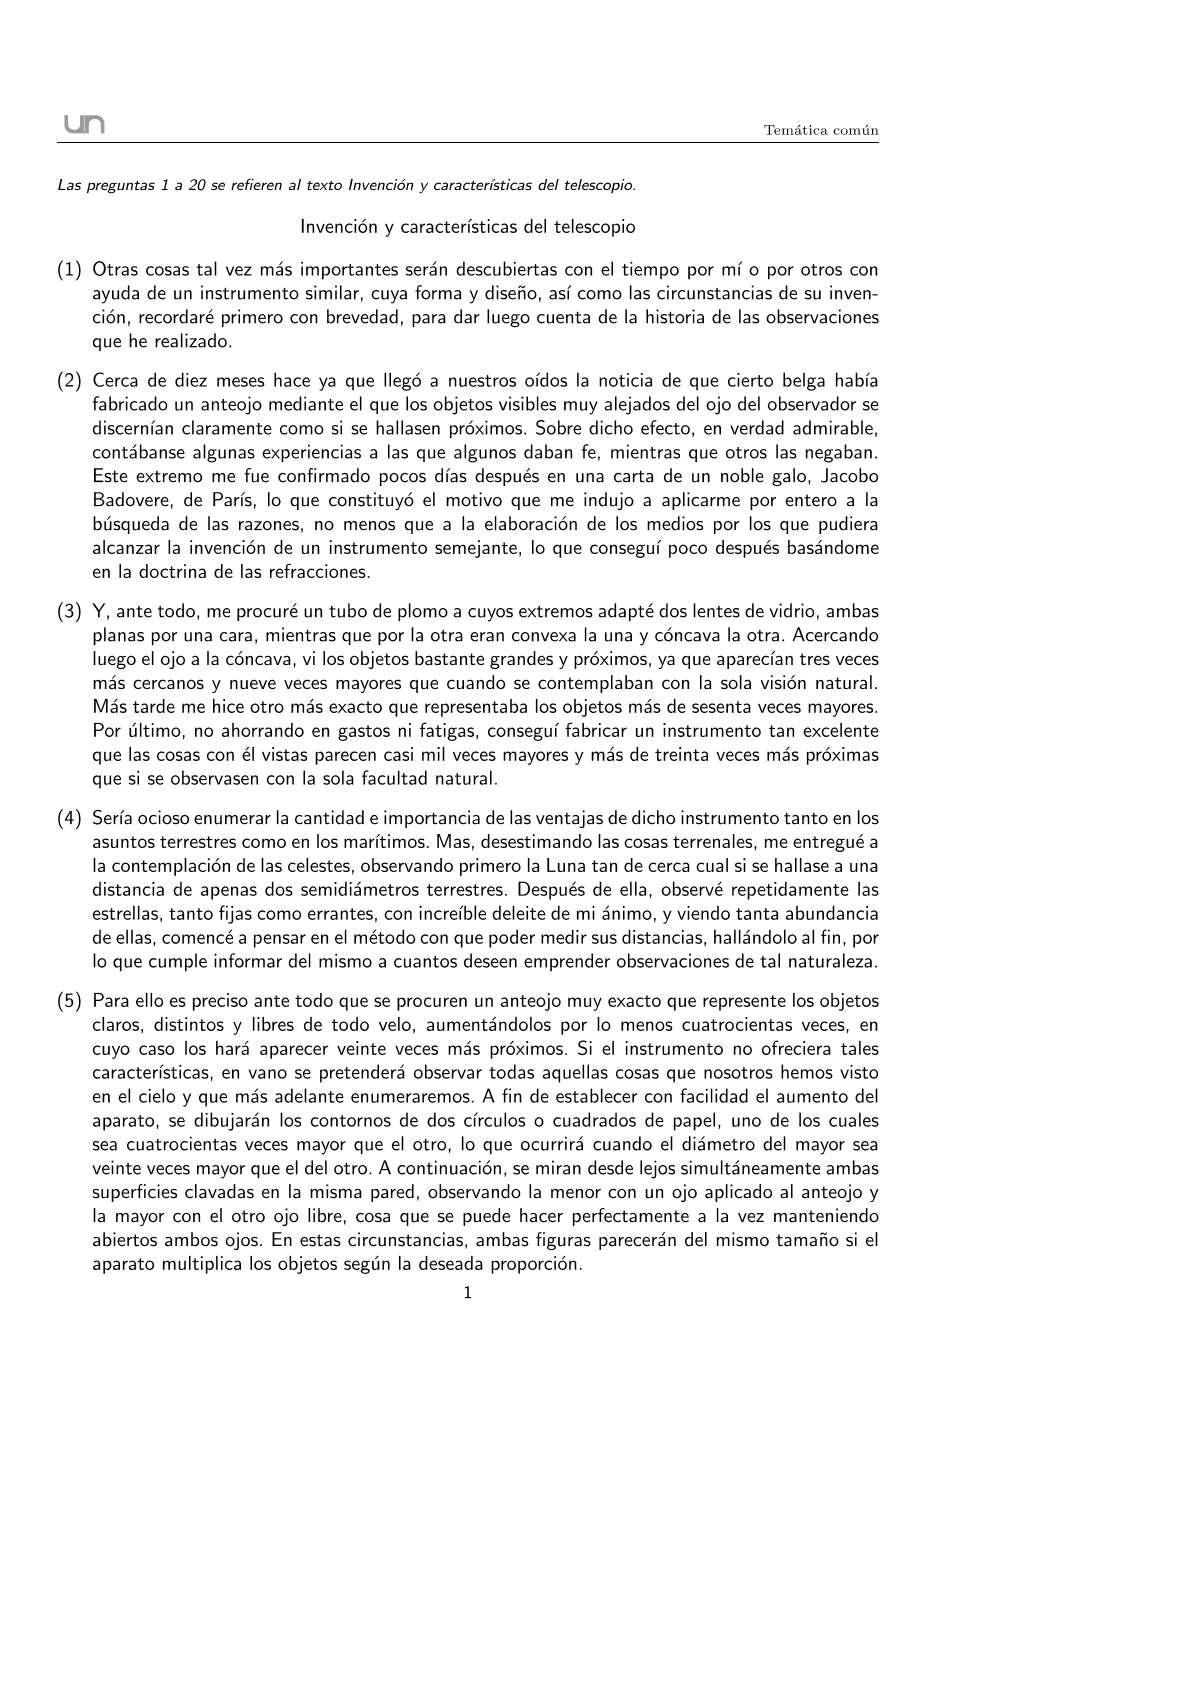 un
Temática común
Las preguntas 1 a 20 se refieren al texto Invención y características del telescopio.
Invención y características del telescopio
(1) Otras cosas tal vez más importantes serán descubiertas con el tiempo por mí o por otros con
ayuda de un instrumento similar, cuya forma y diseño, así como las circunstancias de su inven-
ción, recordaré primero con brevedad, para dar luego cuenta de la historia de las observaciones
que he realizado.
(2) Cerca de diez meses hace ya que llegó a nuestros oídos la noticia de que cierto belga había
fabricado un anteojo mediante el que los objetos visibles muy alejados del ojo del observador se
discernían claramente como si se hallasen próximos. Sobre dicho efecto, en verdad admirable,
contábanse algunas experiencias a las que algunos daban fe, mientras que otros las negaban.
Este extremo me fue confirmado pocos días después en una carta de un noble galo, Jacobo
Badovere, de París, lo que constituyó el motivo que me indujo a aplicarme por entero a la
búsqueda de las razones, no menos que a la elaboración de los medios por los que pudiera
alcanzar la invención de un instrumento semejante, lo que conseguí poco después basándome
en la doctrina de las refracciones.
(3) Y, ante todo, me procuré un tubo de plomo a cuyos extremos adapté dos lentes de vidrio, ambas
planas por una cara, mientras que por la otra eran convexa la una y cóncava la otra. Acercando
luego el ojo a la cóncava, vi los objetos bastante grandes y próximos, ya que aparecían tres veces
más cercanos y nueve veces mayores que cuando se contemplaban con la sola visión natural.
Más tarde me hice otro más exacto que representaba los objetos más de sesenta veces mayores.
Por último, no ahorrando en gastos ni fatigas, conseguí fabricar un instrumento tan excelente
que las cosas con él vistas parecen casi mil veces mayores y más de treinta veces más próximas
que si se observasen con la sola facultad natural.
(4) Sería ocioso enumerar la cantidad e importancia de las ventajas de dicho instrumento tanto en los
asuntos terrestres como en los marítimos. Mas, desestimando las cosas terrenales, me entregué a
la contemplación de las celestes, observando primero la Luna tan de cerca cual si se hallase a una
distancia de apenas dos semidiámetros terrestres. Después de ella, observé repetidamente las
estrellas, tanto fijas como errantes, con increíble deleite de mi ánimo, y viendo tanta abundancia
de ellas, comencé a pensar en el método con que poder medir sus distancias, hallándolo al fin, por
lo que cumple informar del mismo a cuantos deseen emprender observaciones de tal naturaleza.
(5) Para ello es preciso ante todo que se procuren un anteojo muy exacto que represente los objetos
claros, distintos y libres de todo velo, aumentándolos por lo menos cuatrocientas veces, en
cuyo caso los hará aparecer veinte veces más próximos. Si el instrumento no ofreciera tales
características, en vano se pretenderá observar todas aquellas cosas que nosotros hemos visto
en el cielo y que más adelante enumeraremos. A fin de establecer con facilidad el aumento del
aparato, se dibujarán los contornos de dos círculos o cuadrados de papel, uno de los cuales
sea cuatrocientas veces mayor que el otro, lo que ocurrirá cuando el diámetro del mayor sea
veinte veces mayor que el del otro. A continuación, se miran desde lejos simultáneamente ambas
superficies clavadas en la misma pared, observando la menor con un ojo aplicado al anteojo y
la mayor con el otro ojo libre, cosa que se puede hacer perfectamente a la vez manteniendo
abiertos ambos ojos. En estas circunstancias, ambas figuras parecerán del mismo tamaño si el
aparato multiplica los objetos según la deseada proporción.
1